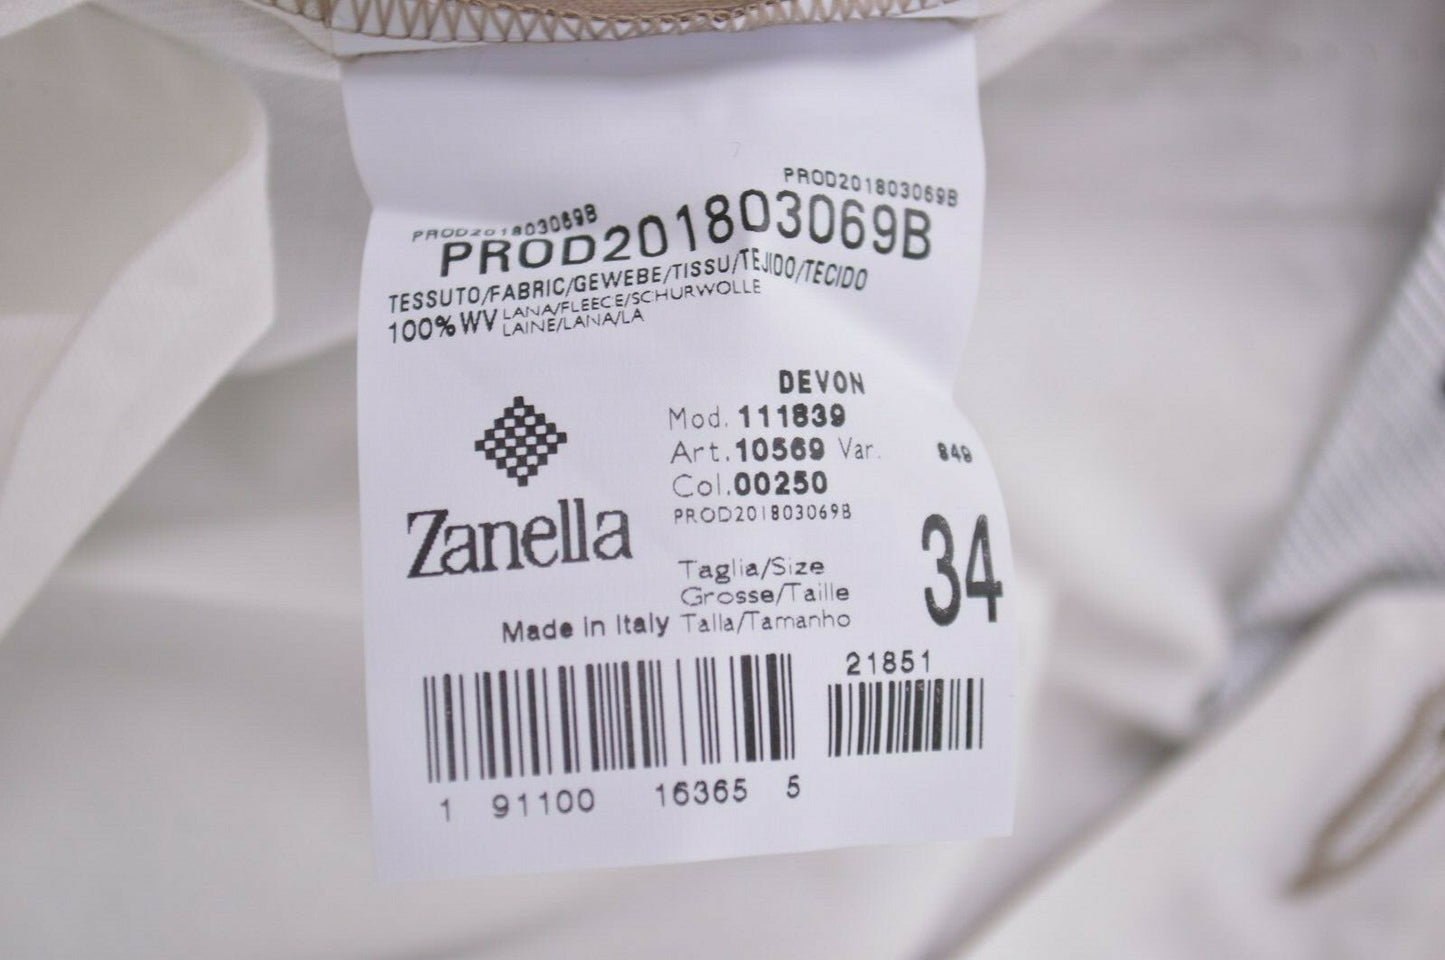 PROD201803069B
PROD201803069B
PROD201803069B
TESSUTO/FABRIC/GEWEBE/TISSU/TEJIDO/TECIDO
100% WV LANA/FLEECE/SCHURWOLLE
LAINE/LANA/LA
DEVON
Mod. 111839
Art. 10569 Var. 849
Col. 00250
PROD201803069B
Zanella
Taglia/Size
Grosse/Taille
Talla/Tamanho
34
Made in Italy
21851
1 91100 16365 5